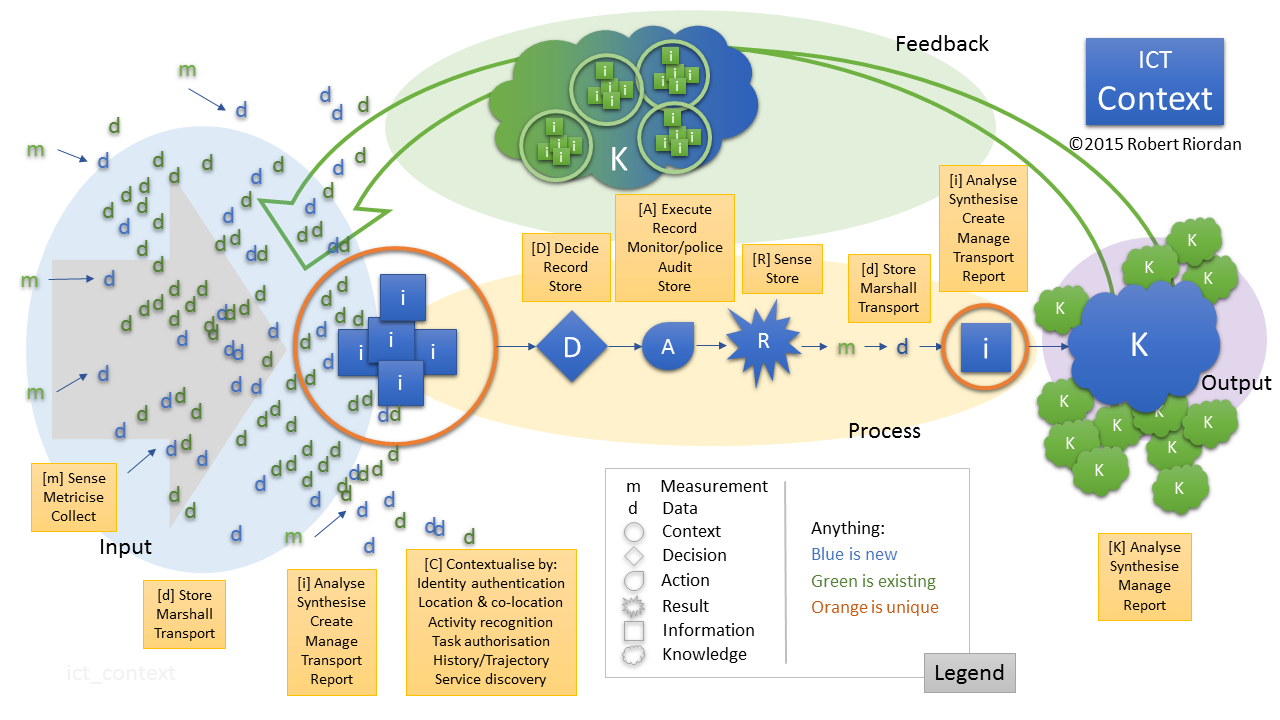 ICT
Context
©2015 Robert Riordan
Feedback
K
i i i i i
i i i i i
i i i i i
i i i i i
m
m
m
m
m
d
d
[D] Decide
Record
Store
[A] Execute
Record
Monitor/police
Audit
Store
[R] Sense
Store
[d] Store
Marshall
Transport
[i] Analyse
Synthesise
Create
Manage
Transport
Report
i
i
i
i
i
D
A
R
m
d
i
K
K
K
K
K
K
K
K
K
K
K
K
K
Output
Process
Input
[m] Sense
Metricise
Collect
[d] Store
Marshall
Transport
[i] Analyse
Synthesise
Create
Manage
Transport
Report
[C] Contextualise by:
Identity authentication
Location & co-location
Activity recognition
Task authorisation
History/Trajectory
Service discovery
m Measurement
d Data
Context
Decision
Action
Result
Information
Knowledge
Anything:
Blue is new
Green is existing
Orange is unique
Legend
[K] Analyse
Synthesise
Manage
Report
ict_context